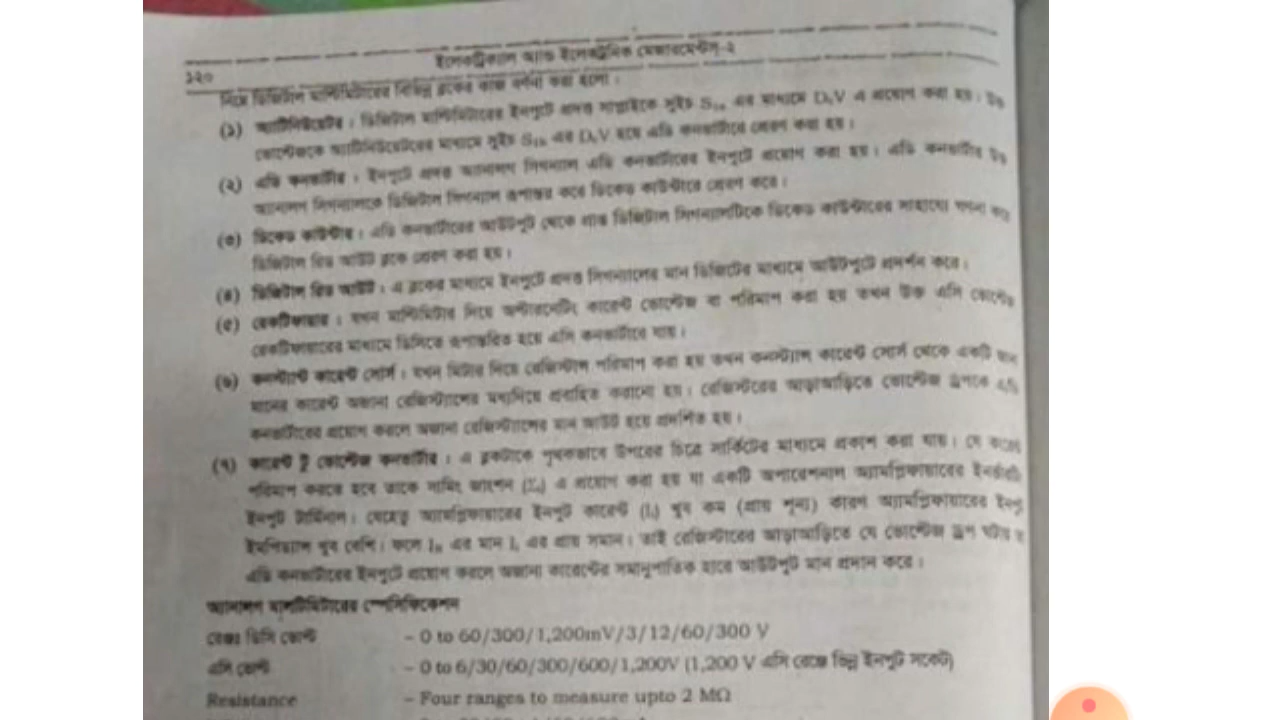 ইলেকট্রিক্যাল অ্যান্ড ইলেকট্রনিক মেজারমেন্টস-২
১২০
নিম্নে ডিজিটাল মাল্টিমিটারের বিভিন্ন ব্লকের কাজ বর্ণনা করা হলো।
(১) অ্যাটিনিউয়েটর : ডিজিটাল মাল্টিমিটারের ইনপুটে প্রদত্ত সাপ্লাইকে সুইচ S₁ₐ এর মাধ্যমে এ প্রয়োগ করা হয়। উক্ত
ভোল্টেজকে অ্যাটিনিউয়েটরের মাধ্যমে সুইচ এর হয়ে এডি কনভার্টারে প্রেরণ করা হয়।
(২) এডি কনভার্টার : ইনপুটে প্রদত্ত অ্যানালগ সিগন্যাল এডি কনভার্টারের ইনপুটে প্রয়োগ করা হয়। এডি কনভার্টার উক্ত
অ্যানালগ সিগন্যালকে ডিজিটাল সিগন্যালে রূপান্তর করে ডিকেড কাউন্টারে প্রেরণ করে।
(৩) ডিকেড কাউন্টার : এডি কনভার্টারের আউটপুট থেকে প্রাপ্ত ডিজিটাল সিগন্যালটিকে ডিকেড কাউন্টারের সাহায্যে গণনা করে
ডিজিটাল রিড আউট ব্লকে প্রেরণ করা হয়।
(৪) ডিজিটাল রিড আউট : এ ব্লকের মাধ্যমে ইনপুটে প্রদত্ত সিগন্যালের মান ডিজিটের মাধ্যমে আউটপুটে প্রদর্শন করে।
(৫) রেকটিফায়ার : যখন মাল্টিমিটার দিয়ে অল্টারনেটিং কারেন্ট ভোল্টেজ বা পরিমাপ করা হয় তখন উক্ত এসি ভোল্টেজ
রেকটিফায়ারের মাধ্যমে ডিসিতে রূপান্তরিত হয়ে এসি কনভার্টারে যায়।
(৬) কনস্ট্যান্ট কারেন্ট সোর্স : যখন মিটার দিয়ে রেজিস্ট্যান্স পরিমাপ করা হয় তখন কনস্ট্যান্ট কারেন্ট সোর্স থেকে একটি
মানের কারেন্ট অজানা রেজিস্ট্যান্সের মধ্যদিয়ে প্রবাহিত করানো হয়। রেজিস্টরের আড়াআড়িতে ভোল্টেজ ড্রপকে এডি
কনভার্টারের প্রয়োগ করলে অজানা রেজিস্ট্যান্সের মান আউট হয়ে প্রদর্শিত হয়।
(৭) কারেন্ট টু ভোল্টেজ কনভার্টার : এ ব্লকটাকে পৃথকভাবে উপরের চিত্রে সার্কিটের মাধ্যমে প্রকাশ করা যায়। যে কারেন্ট
পরিমাপ করতে হবে তাকে সামিং জাংশন এ প্রয়োগ করা হয় যা একটি অপারেশনাল অ্যামপ্লিফায়ারের ইনভার্টিং
ইনপুট টার্মিনাল। যেহেতু অ্যামপ্লিফায়ারের ইনপুট কারেন্ট খুব কম (প্রায় শূন্য) কারণ অ্যামপ্লিফায়ারের ইনপুট
ইমপিড্যান্স খুব বেশি। ফলে এর মান Iᵢ এর প্রায় সমান। তাই রেজিস্টরের আড়াআড়িতে যে ভোল্টেজ ড্রপ ঘটায়
এডি কনভার্টারের ইনপুটে প্রয়োগ করলে অজানা কারেন্টের সমানুপাতিক হারে আউটপুট মান প্রদান করে।
অ্যানালগ মাল্টিমিটারের স্পেসিফিকেশন
রেঞ্জঃ ডিসি ভোল্ট – 0 to 60/300/1,200mV/3/12/60/300 V
এসি ভোল্ট – 0 to 6/30/60/300/600/1,200V (1,200 V এসি রেঞ্জে ভিন্ন ইনপুট সকেট)
Resistance – Four ranges to measure upto 2 MΩ